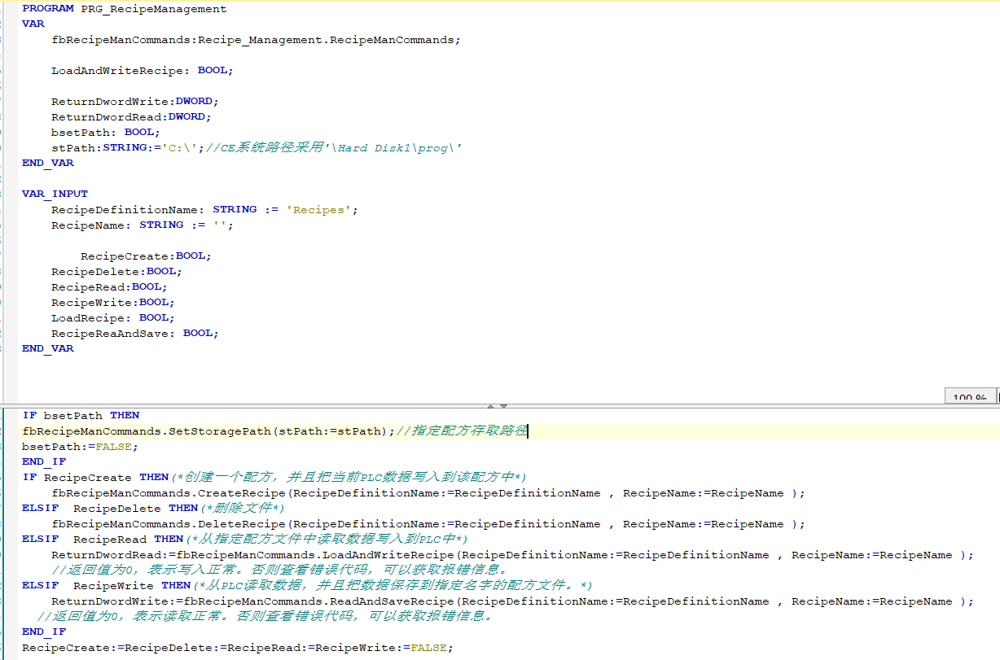 PROGRAM PRG_RecipeManagement
VAR
fbRecipeManCommands:Recipe_Management.RecipeManCommands;
LoadAndWriteRecipe: BOOL;
ReturnDwordWrite:DWORD;
ReturnDwordRead:DWORD;
bsetPath: BOOL;
stPath:STRING:='C:\';//CE系统路径采用'\Hard Disk1\prog\'
END_VAR
VAR_INPUT
RecipeDefinitionName: STRING := 'Recipes';
RecipeName: STRING := '';
RecipeCreate:BOOL;
RecipeDelete:BOOL;
RecipeRead:BOOL;
RecipeWrite:BOOL;
LoadRecipe: BOOL;
RecipeReaAndSave: BOOL;
END_VAR
100 %
IF bsetPath THEN
fbRecipeManCommands.SetStoragePath(stPath:=stPath);//指定配方存取路径
bsetPath:=FALSE;
END_IF
IF RecipeCreate THEN(*创建一个配方，并且把当前PLC数据写入到该配方中*)
fbRecipeManCommands.CreateRecipe(RecipeDefinitionName:=RecipeDefinitionName , RecipeName:=RecipeName );
ELSIF RecipeDelete THEN(*删除文件*)
fbRecipeManCommands.DeleteRecipe(RecipeDefinitionName:=RecipeDefinitionName , RecipeName:=RecipeName );
ELSIF RecipeRead THEN(*从指定配方文件中读取数据写入到PLC中*)
ReturnDwordRead:=fbRecipeManCommands.LoadAndWriteRecipe(RecipeDefinitionName:=RecipeDefinitionName , RecipeName:=RecipeName );
//返回值为0，表示写入正常。否则查看错误代码，可以获取报错信息。
ELSIF RecipeWrite THEN(*从PLC读取数据，并且把数据保存到指定名字的配方文件。*)
ReturnDwordWrite:=fbRecipeManCommands.ReadAndSaveRecipe(RecipeDefinitionName:=RecipeDefinitionName , RecipeName:=RecipeName );
//返回值为0，表示读取正常。否则查看错误代码，可以获取报错信息。
END_IF
RecipeCreate:=RecipeDelete:=RecipeRead:=RecipeWrite:=FALSE;